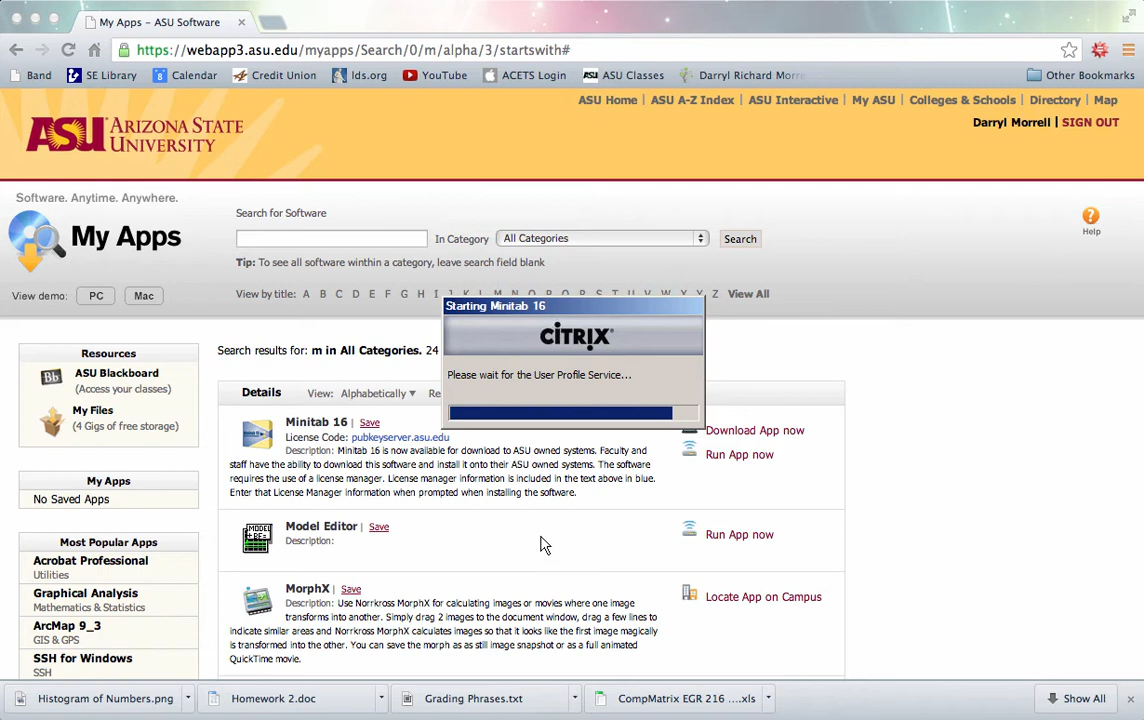 My Apps – ASU Software
https://webapp3.asu.edu/myapps/Search/0/m/alpha/3/startswith#
Band SE Library Calendar Credit Union lds.org YouTube ACETS Login ASU Classes Darryl Richard Morre Other Bookmarks
ASU Home ASU A-Z Index ASU Interactive My ASU Colleges & Schools Directory Map
Darryl Morrell | SIGN OUT
ASU ARIZONA STATE
UNIVERSITY
Software. Anytime. Anywhere.
My Apps
View demo: PC Mac
Search for Software
In Category All Categories Search
Tip: To see all software winthin a category, leave search field blank
View by title: A B C D E F G H I J K L M N O P Q R S T U V W X Y Z View All
Help
Starting Minitab 16
CITRIX
Please wait for the User Profile Service...
Resources
ASU Blackboard
(Access your classes)
My Files
(4 Gigs of free storage)
My Apps
No Saved Apps
Most Popular Apps
Acrobat Professional
Utilities
Graphical Analysis
Mathematics & Statistics
ArcMap 9_3
GIS & GPS
SSH for Windows
SSH
Search results for: m in All Categories. 24
Details View: Alphabetically Re
Minitab 16 | Save
License Code: pubkeyserver.asu.edu
Description: Minitab 16 is now available for download to ASU owned systems. Faculty and
staff have the ability to download this software and install it onto their ASU owned systems. The software
requires the use of a license manager. License manager information is included in the text above in blue.
Enter that License Manager information when prompted when installing the software.
Download App now
Run App now
Model Editor | Save
Description:
Run App now
MorphX | Save
Description: Use Norrkross MorphX for calculating images or movies where one image
transforms into another. Simply drag 2 images to the document window, drag a few lines to
indicate similar areas and Norrkross MorphX calculates images so that it looks like the first image magically
is transformed into the other. You can save the morph as as still image snapshot or as a full animated
QuickTime movie.
Locate App on Campus
Histogram of Numbers.png Homework 2.doc Grading Phrases.txt CompMatrix EGR 216 ....xls Show All